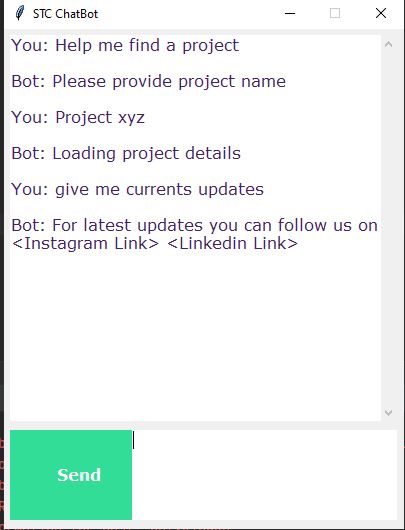 STC ChatBot
You: Help me find a project
Bot: Please provide project name
You: Project xyz
Bot: Loading project details
You: give me currents updates
Bot: For latest updates you can follow us on
<Instagram Link> <Linkedin Link>
Send